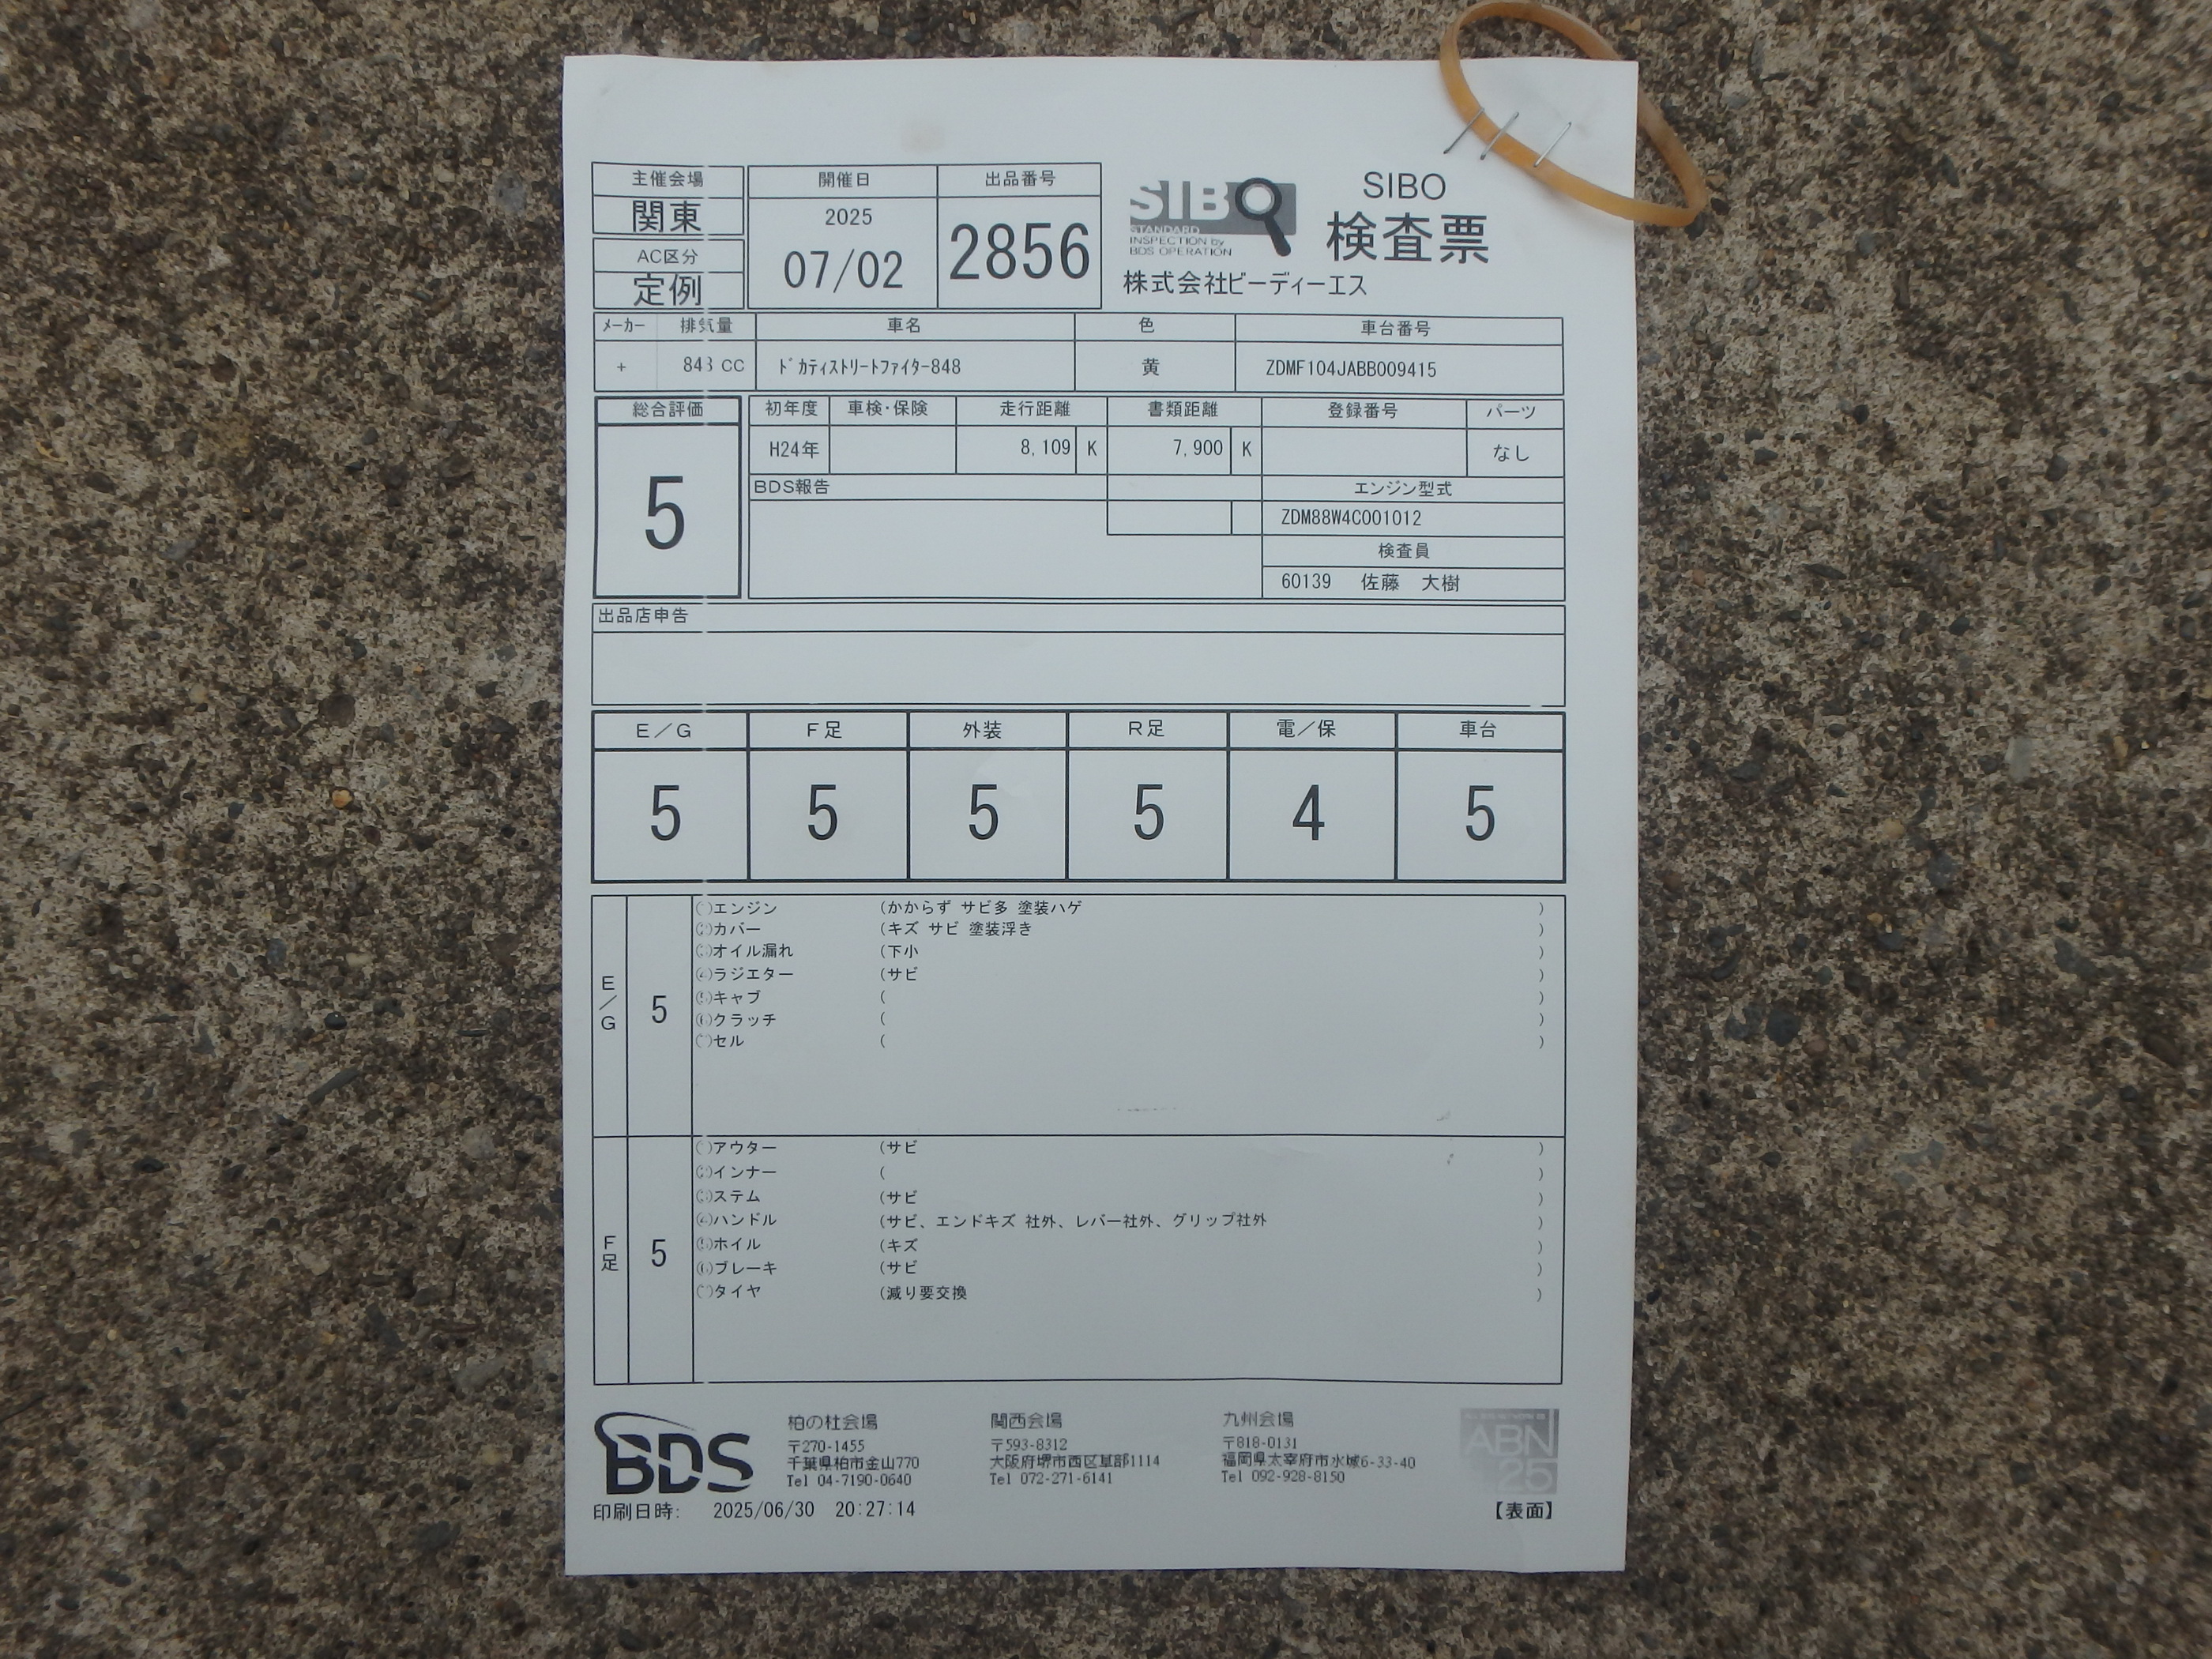 主催会場 開催日 出品番号
関東 2025
07/02 2856
AC区分
定例
SIBO
STANDARD
INSPECTION by
BDS OPERATION
SIBO
検査票
株式会社ビーディーエス
メーカー 排気量 車名 色 車台番号
+ 848 CC ドカティストリートファイター848 黄 ZDMF104JABB009415
総合評価 初年度 車検・保険 走行距離 書類距離 登録番号 パーツ
5 H24年 8,109 K 7,900 K なし
BDS報告 エンジン型式
ZDM88W4C001012
検査員
60139 佐藤 大樹
出品店申告
E/G F足 外装 R足 電/保 車台
5 5 5 5 4 5
E/G 5
エンジン (かからず サビ多 塗装ハゲ )
カバー (キズ サビ 塗装浮き )
オイル漏れ (下小 )
(4)ラジエター (サビ )
キャブ ( )
クラッチ ( )
セル ( )
F足 5
アウター (サビ )
インナー ( )
ステム (サビ )
(4)ハンドル (サビ、エンドキズ 社外、レバー社外、グリップ社外 )
ホイル (キズ )
ブレーキ (サビ )
タイヤ (減り要交換 )
BDS
柏の杜会場
〒270-1455
千葉県柏市金山770
Tel 04-7190-0640
関西会場
〒593-8312
大阪府堺市西区草部1114
Tel 072-271-6141
九州会場
〒818-0131
福岡県太宰府市水城6-33-40
Tel 092-928-8150
ABN
25
印刷日時: 2025/06/30 20:27:14 【表面】